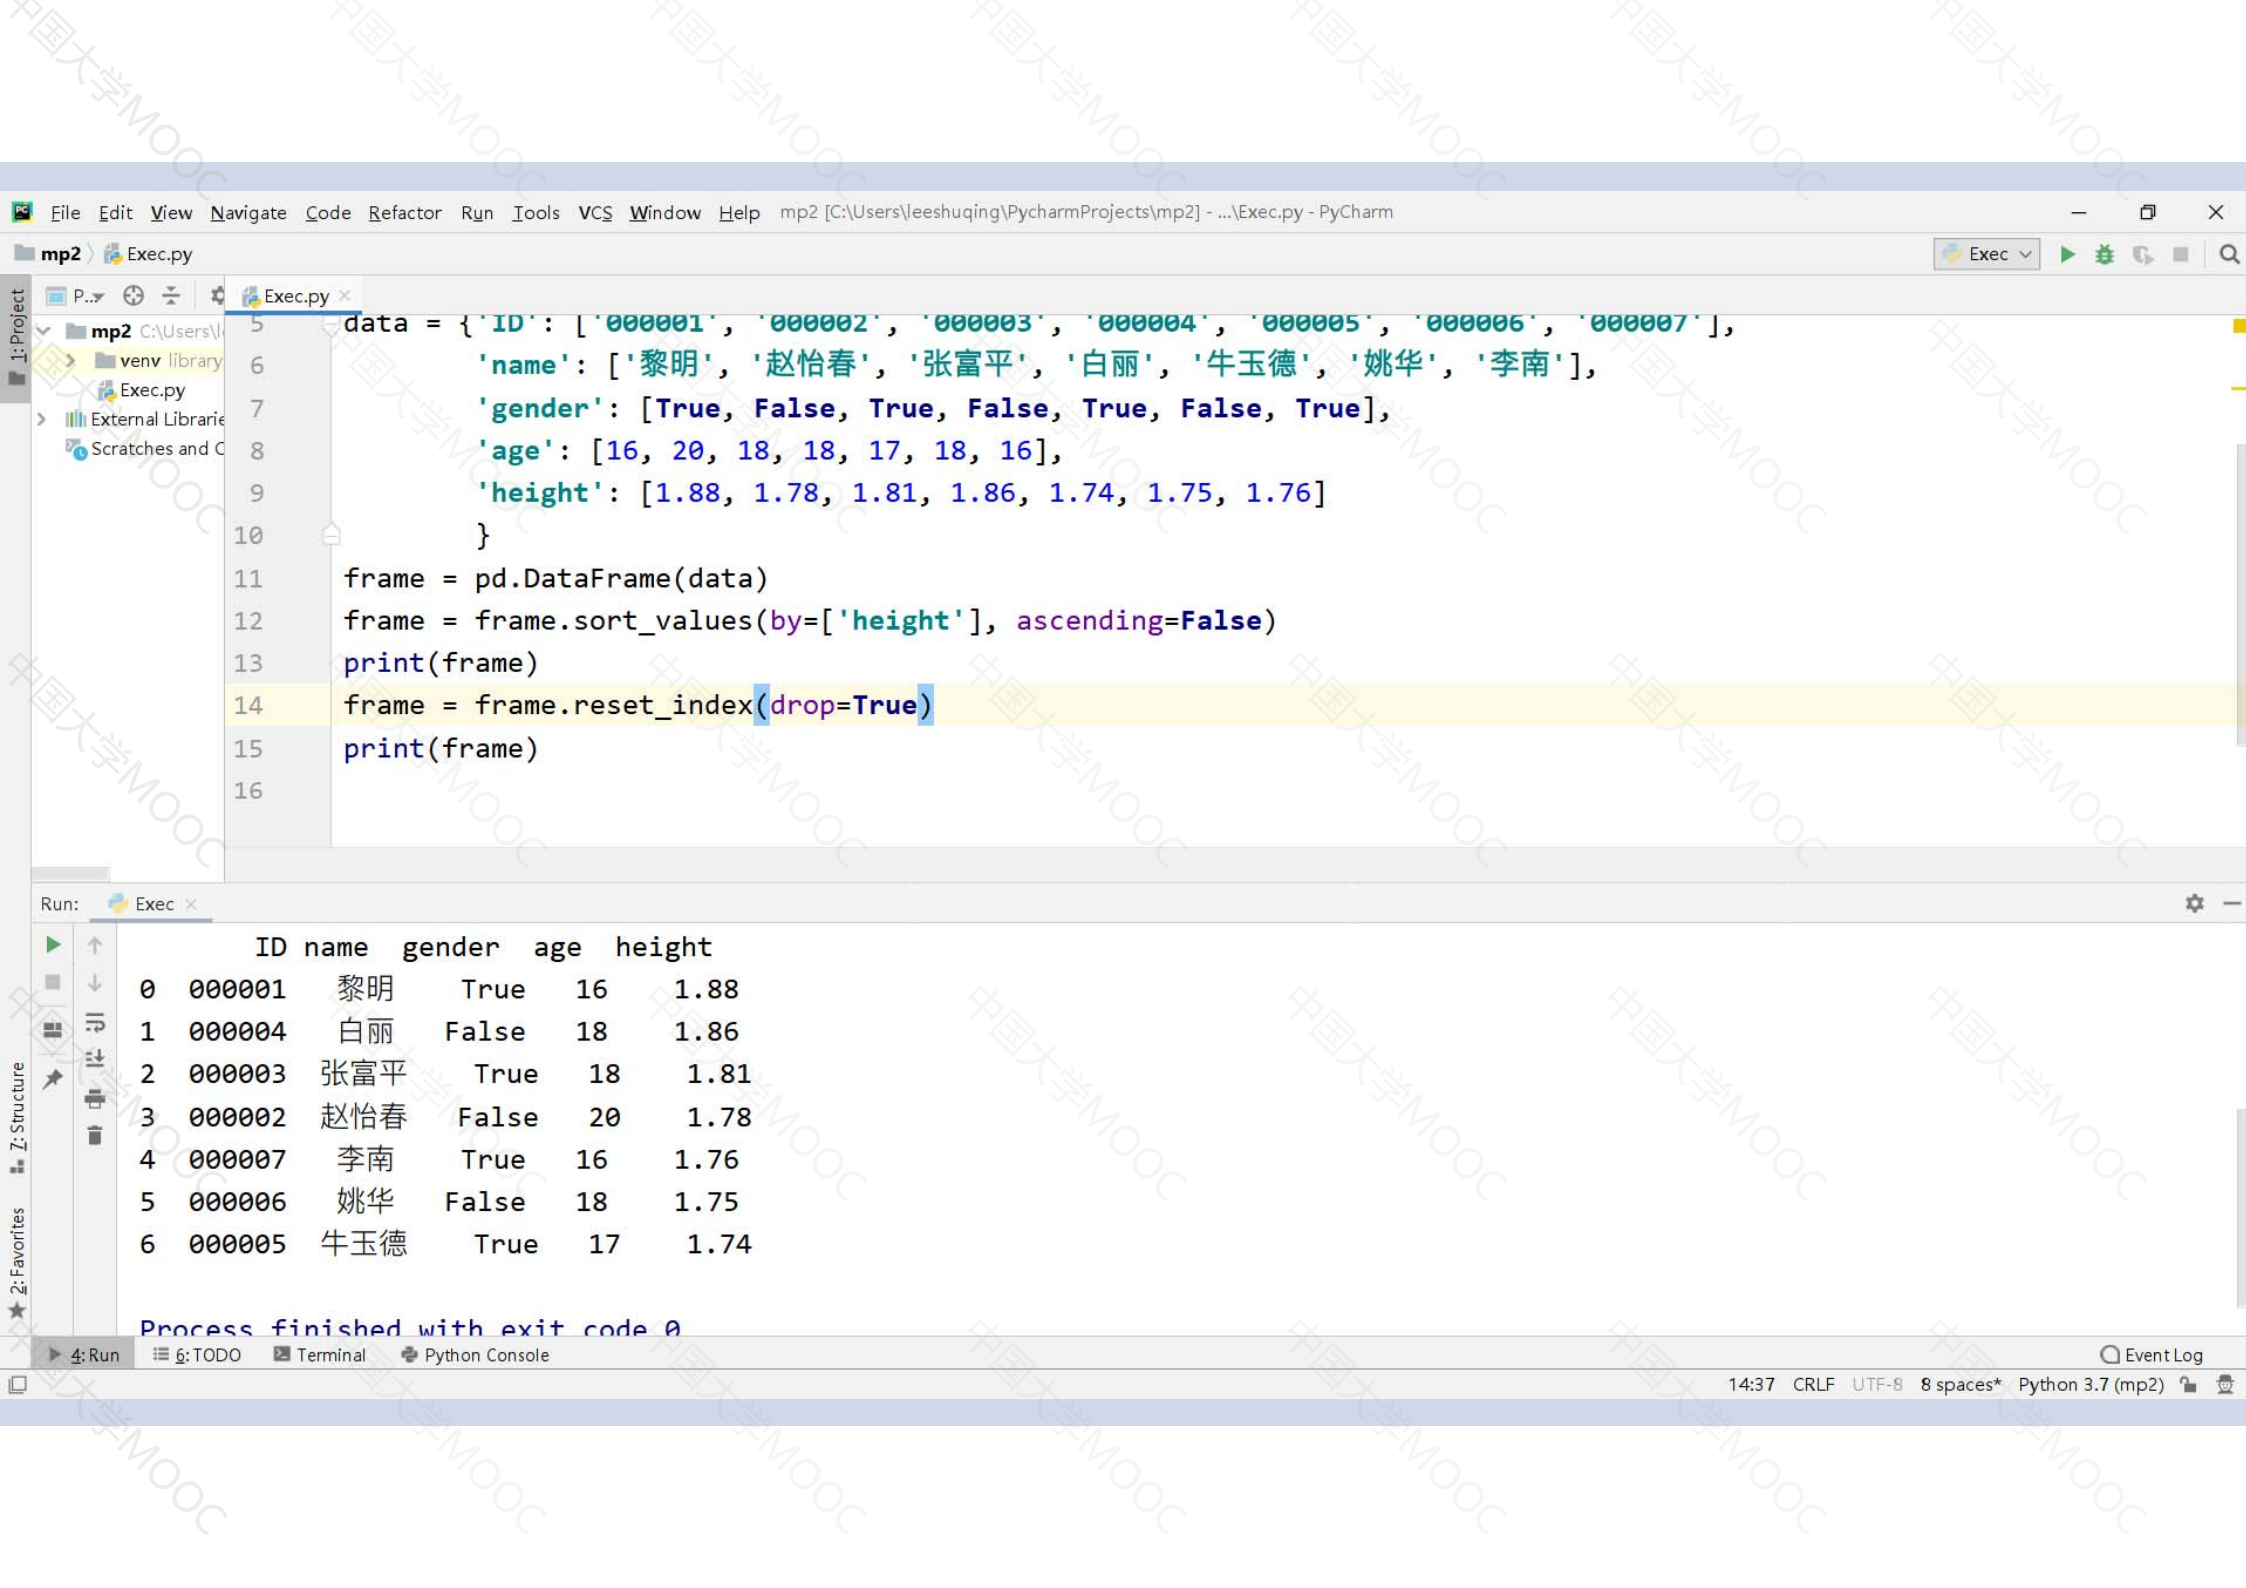 File Edit View Navigate Code Refactor Run Tools VCS Window Help mp2 [C:\Users\leeshuqing\PycharmProjects\mp2] - ...\Exec.py - PyCharm
mp2 Exec.py Exec
1: Project
P.. Exec.py
mp2 C:\Users\l
venv library
Exec.py
External Librarie
Scratches and C
5 data = {'ID': ['000001', '000002', '000003', '000004', '000005', '000006', '000007'],
6 'name': ['黎明', '赵怡春', '张富平', '白丽', '牛玉德', '姚华', '李南'],
7 'gender': [True, False, True, False, True, False, True],
8 'age': [16, 20, 18, 18, 17, 18, 16],
9 'height': [1.88, 1.78, 1.81, 1.86, 1.74, 1.75, 1.76]
10 }
11 frame = pd.DataFrame(data)
12 frame = frame.sort_values(by=['height'], ascending=False)
13 print(frame)
14 frame = frame.reset_index(drop=True)
15 print(frame)
16
Run: Exec
ID name gender age height
0 000001 黎明 True 16 1.88
1 000004 白丽 False 18 1.86
2 000003 张富平 True 18 1.81
3 000002 赵怡春 False 20 1.78
4 000007 李南 True 16 1.76
5 000006 姚华 False 18 1.75
6 000005 牛玉德 True 17 1.74
Process finished with exit code 0
7: Structure
2: Favorites
4: Run 6: TODO Terminal Python Console Event Log
14:37 CRLF UTF-8 8 spaces* Python 3.7 (mp2)
中国大学MOOC